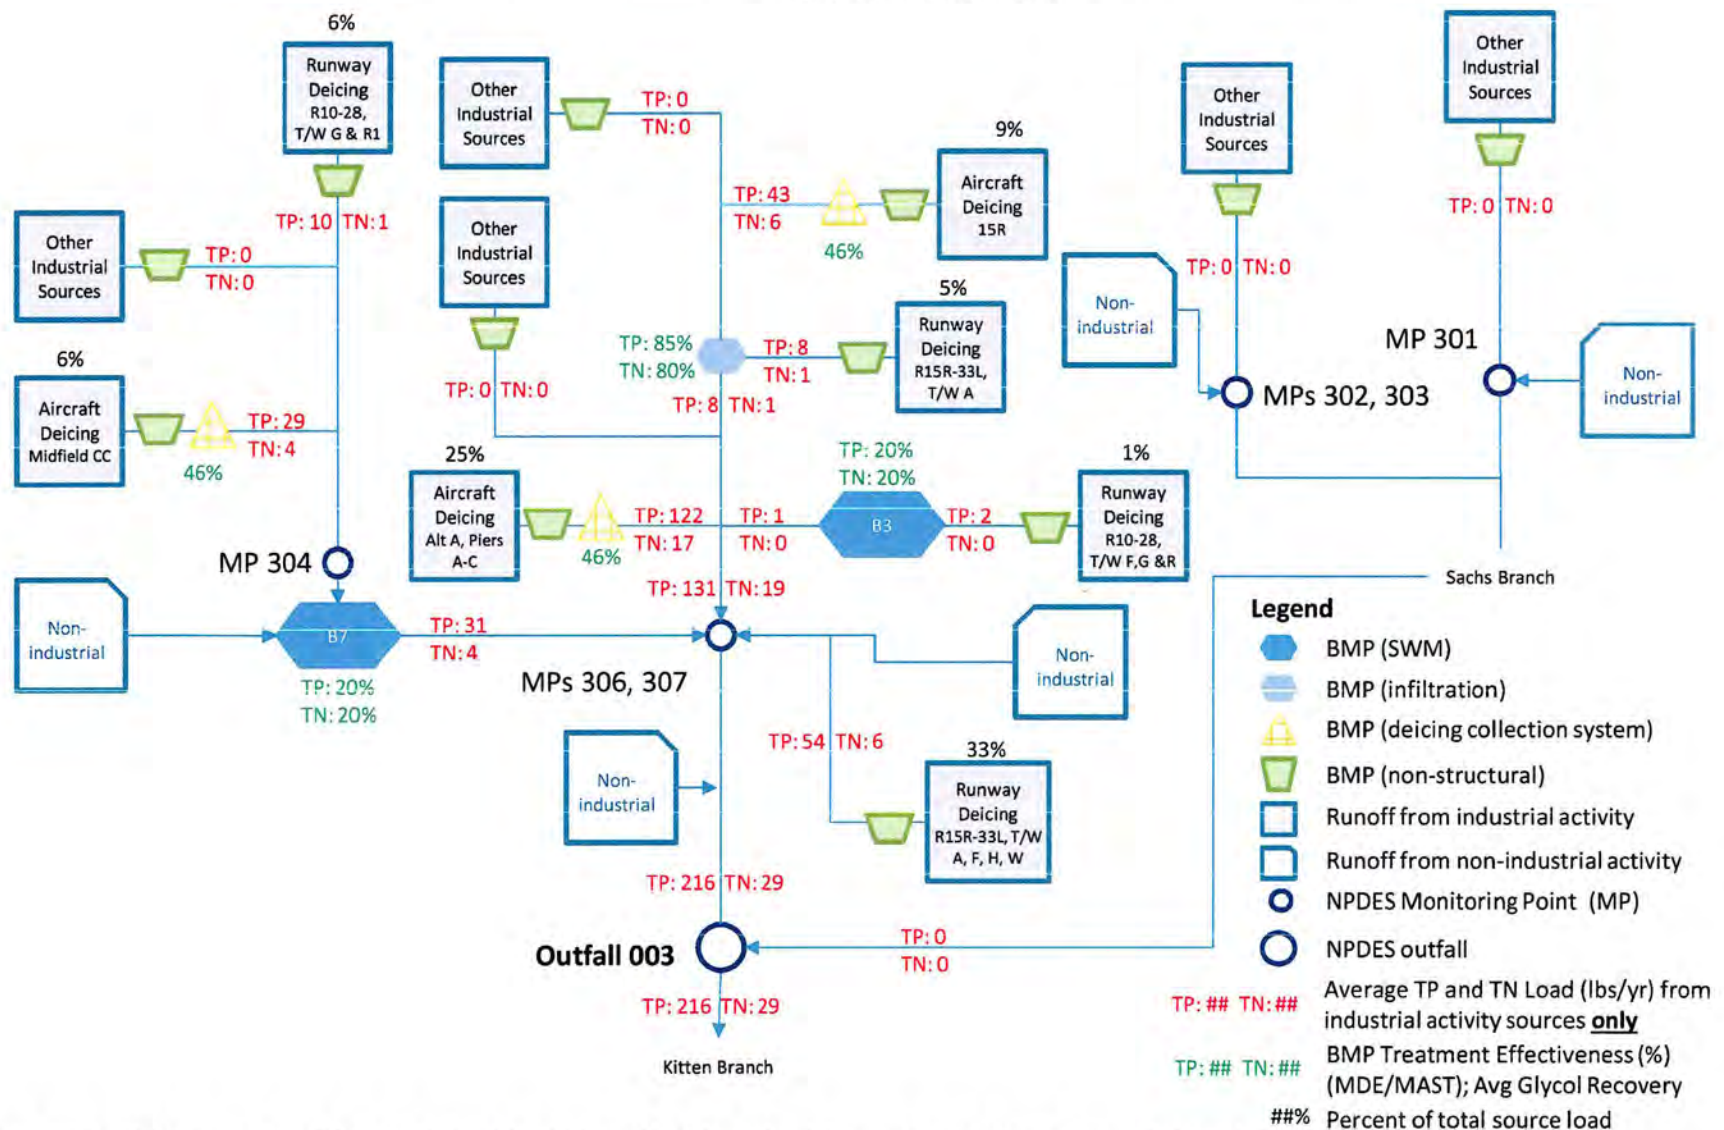 6%
Runway
Deicing
R10-28,
T/W G & R1
TP: 10 TN: 1
Other
Industrial
Sources
TP: 0
TN: 0
6%
Aircraft
Deicing
Midfield CC
46%
TP: 29
TN: 4
MP 304
Non-
industrial
B7
TP: 20%
TN: 20%
TP: 31
TN: 4
Other
Industrial
Sources
TP: 0
TN: 0
Other
Industrial
Sources
TP: 0 TN: 0
9%
Aircraft
Deicing
15R
TP: 43
TN: 6
46%
5%
Runway
Deicing
R15R-33L,
T/W A
TP: 85%
TN: 80%
TP: 8
TN: 1
TP: 8 TN: 1
25%
Aircraft
Deicing
Alt A, Piers
A-C
46%
TP: 122
TN: 17
TP: 1
TN: 0
TP: 20%
TN: 20%
B3
TP: 2
TN: 0
1%
Runway
Deicing
R10-28,
T/W F,G &R
TP: 131 TN: 19
MPs 306, 307
Non-
industrial
TP: 54 TN: 6
33%
Runway
Deicing
R15R-33L, T/W
A, F, H, W
Non-
industrial
TP: 216 TN: 29
Outfall 003
TP: 0
TN: 0
TP: 216 TN: 29
Kitten Branch
Other
Industrial
Sources
TP: 0 TN: 0
Non-
industrial
MPs 302, 303
Other
Industrial
Sources
TP: 0 TN: 0
MP 301
Non-
industrial
Sachs Branch
Legend
BMP (SWM)
BMP (infiltration)
BMP (deicing collection system)
BMP (non-structural)
Runoff from industrial activity
Runoff from non-industrial activity
NPDES Monitoring Point (MP)
NPDES outfall
TP: ## TN: ## Average TP and TN Load (lbs/yr) from
industrial activity sources only
TP: ## TN: ## BMP Treatment Effectiveness (%)
(MDE/MAST); Avg Glycol Recovery
##% Percent of total source load